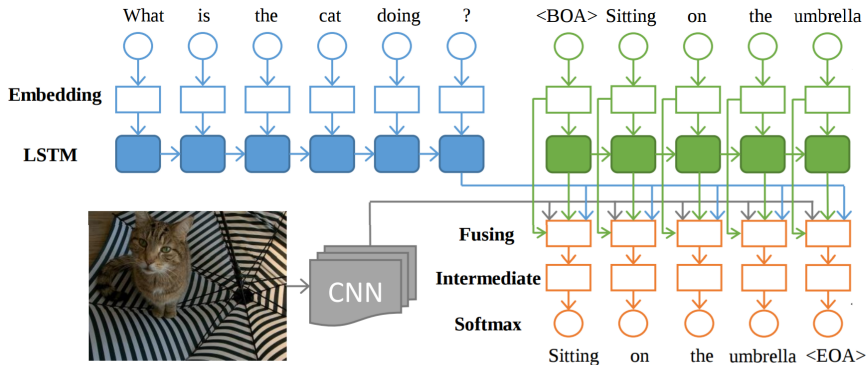 What is the cat doing ? <BOA> Sitting on the umbrella
Embedding
LSTM
Fusing
CNN
Intermediate
Softmax
Sitting on the umbrella <EOA>